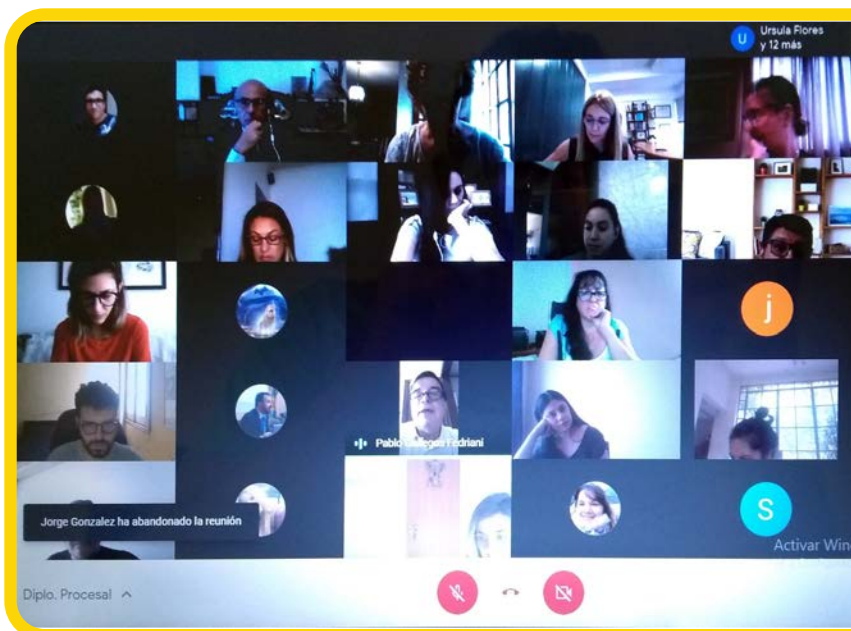 U
Ursula Flores
y 12 más
j
Pablo Gallegos Fedriani
Jorge Gonzalez ha abandonado la reunión
S
Activar Win
Diplo. Procesal